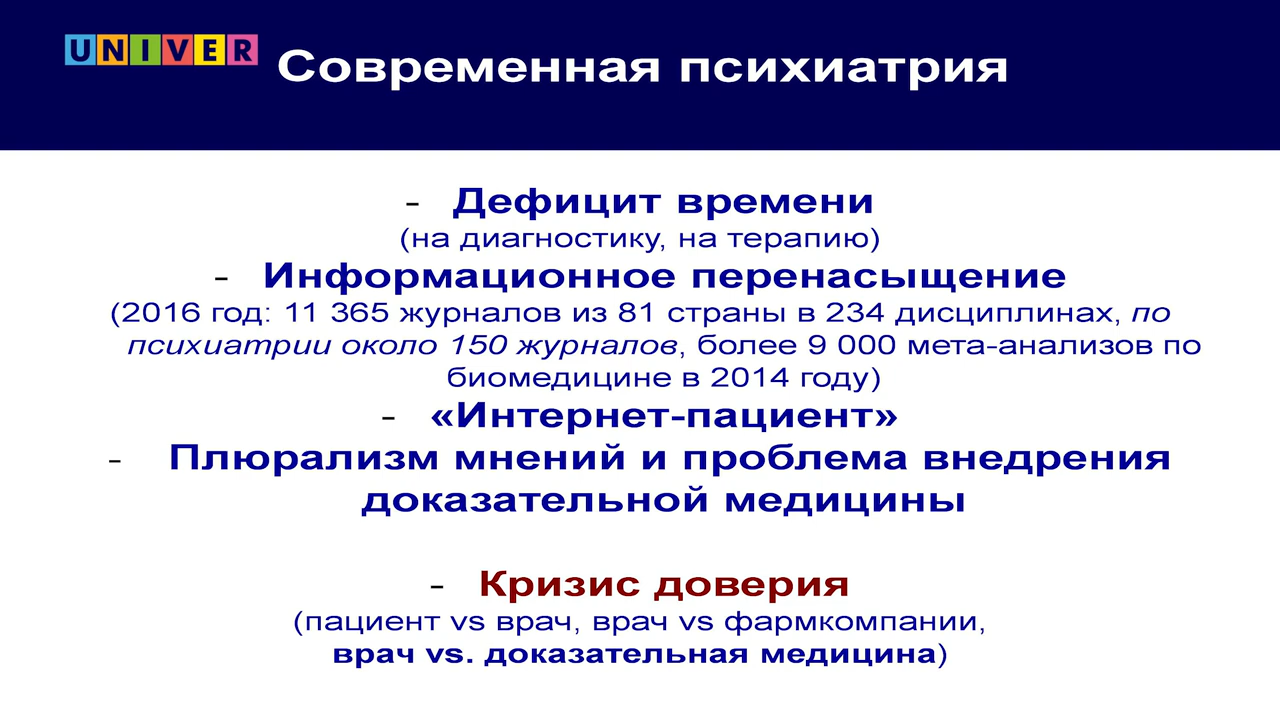 UNIVER
Современная психиатрия
- Дефицит времени
(на диагностику, на терапию)
- Информационное перенасыщение
(2016 год: 11 365 журналов из 81 страны в 234 дисциплинах, по
психиатрии около 150 журналов, более 9 000 мета-анализов по
биомедицине в 2014 году)
- «Интернет-пациент»
- Плюрализм мнений и проблема внедрения
доказательной медицины
- Кризис доверия
(пациент vs врач, врач vs фармкомпании,
врач vs. доказательная медицина)